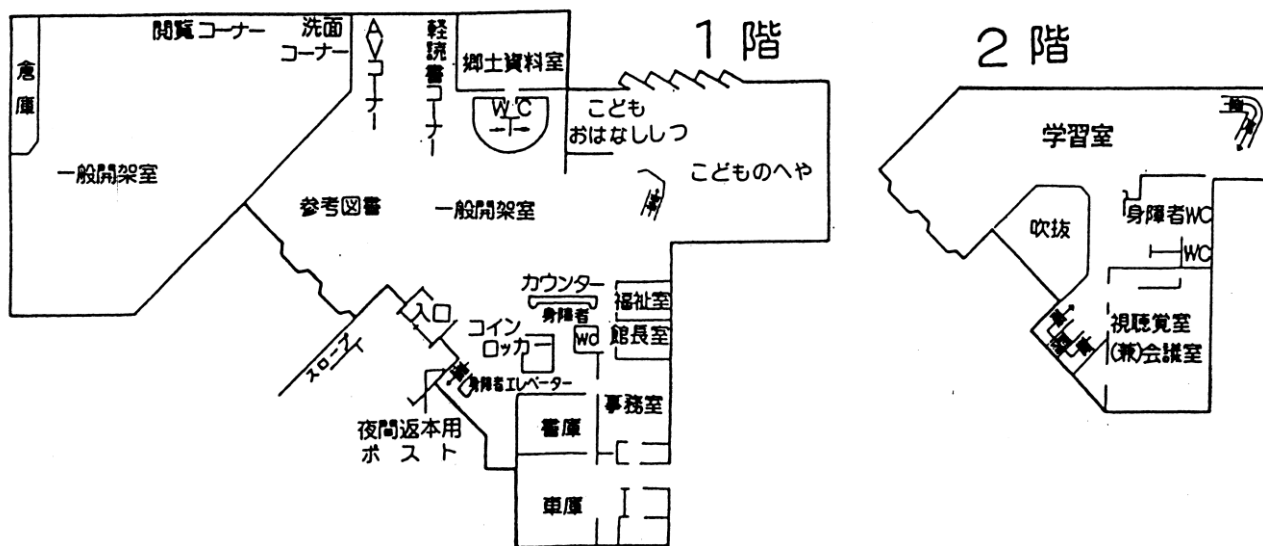 1階
倉庫
閲覧コーナー
洗面
コーナー
AVコーナー
軽読書コーナー
郷土資料室
WC
こども
おはなししつ
こどものへや
一般開架室
参考図書
一般開架室
カウンター
身障者
WC
福祉室
館長室
入口
コイン
ロッカー
スロープ
身障者エレベーター
夜間返本用
ポスト
書庫
事務室
車庫
2階
学習室
吹抜
身障者WC
WC
視聴覚室
(兼)会議室